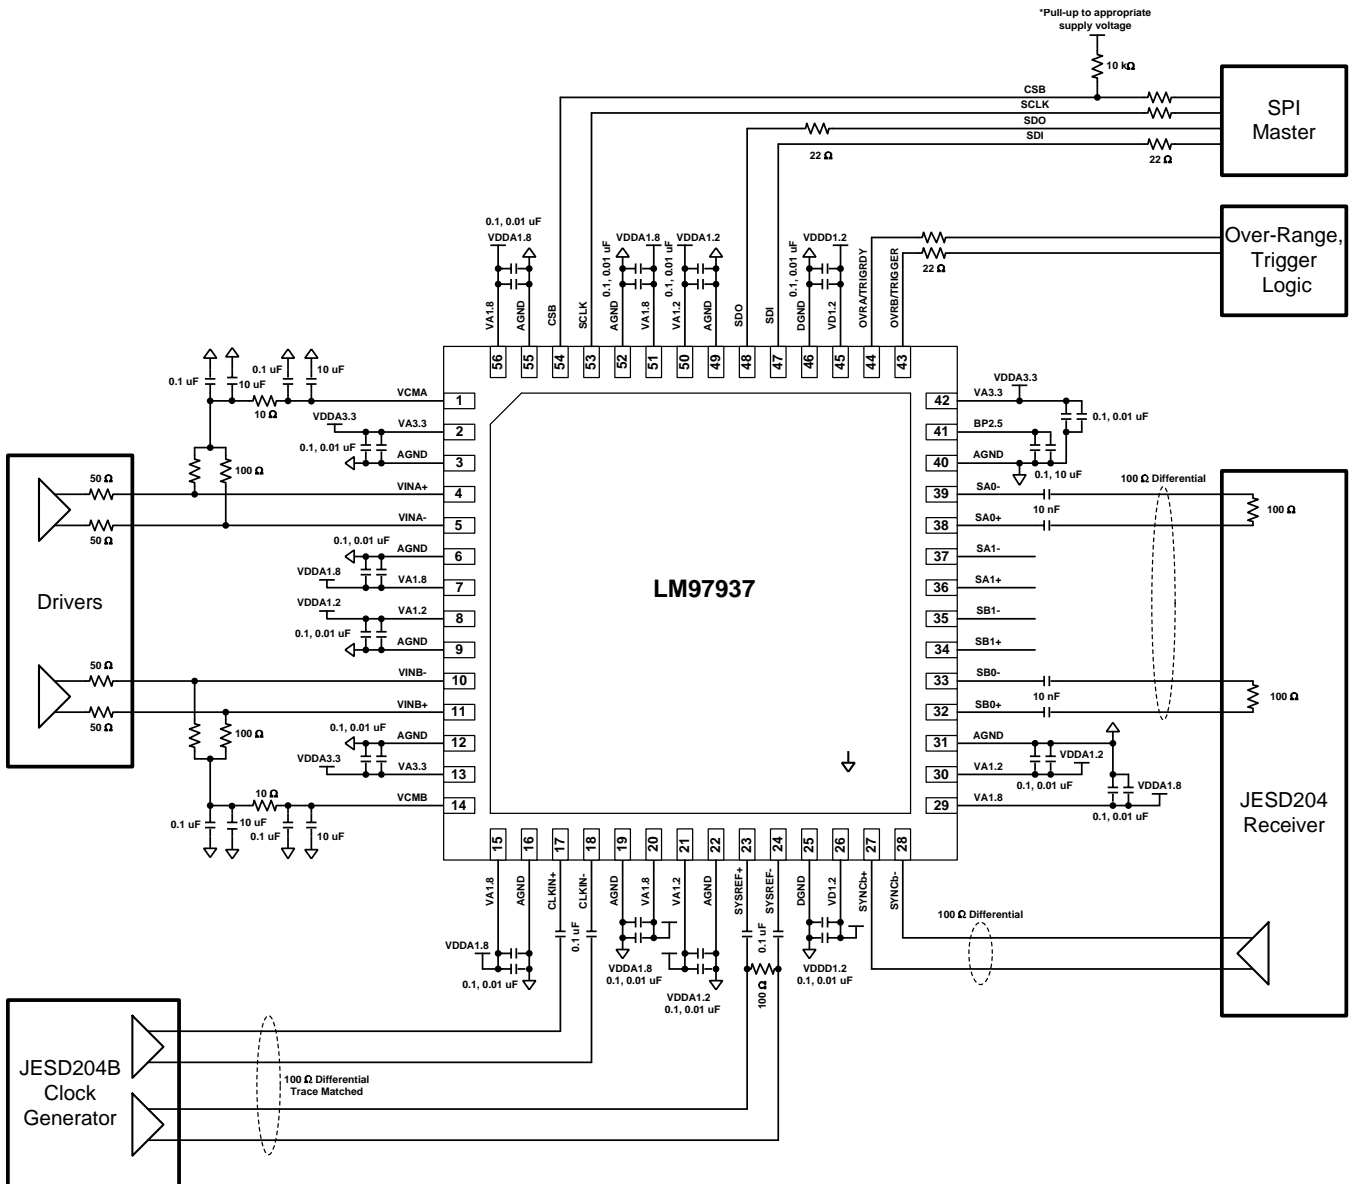 *Pull-up to appropriate
supply voltage
10 kΩ
CSB
SCLK
SDO
SDI
22 Ω
22 Ω
SPI
Master
Over-Range,
Trigger
Logic
22 Ω
0.1, 0.01 uF
VDDA1.8
0.1, 0.01 uF
VDDA1.8
0.1, 0.01 uF
VDDA1.2
0.1, 0.01 uF
VDDD1.2
VA1.8
AGND
CSB
SCLK
AGND
VA1.8
VA1.2
AGND
SDO
SDI
DGND
VD1.2
OVRA/TRIGRDY
OVRB/TRIGGER
56
55
54
53
52
51
50
49
48
47
46
45
44
43
0.1 uF
10 uF
0.1 uF
10 uF
10 Ω
VCMA
1
VDDA3.3
VA3.3
2
0.1, 0.01 uF
AGND
3
100 Ω
50 Ω
VINA+
4
50 Ω
VINA-
5
0.1, 0.01 uF
AGND
6
VDDA1.8
VA1.8
7
VDDA1.2
VA1.2
8
0.1, 0.01 uF
AGND
9
Drivers
50 Ω
VINB-
10
50 Ω
VINB+
11
100 Ω
0.1, 0.01 uF
AGND
12
VDDA3.3
VA3.3
13
10 Ω
VCMB
14
0.1 uF
10 uF
0.1 uF
10 uF
LM97937
42
VA3.3
VDDA3.3
0.1, 0.01 uF
41
BP2.5
40
AGND
0.1, 10 uF
39
SA0-
10 nF
38
SA0+
100 Ω Differential
100 Ω
37
SA1-
36
SA1+
35
SB1-
34
SB1+
33
SB0-
10 nF
32
SB0+
100 Ω
31
AGND
30
VA1.2
VDDA1.2
0.1, 0.01 uF
29
VA1.8
VDDA1.8
0.1, 0.01 uF
JESD204
Receiver
15
16
17
18
19
20
21
22
23
24
25
26
27
28
VA1.8
AGND
CLKIN+
CLKIN-
AGND
VA1.8
VA1.2
AGND
SYSREF+
SYSREF-
DGND
VD1.2
SYNCb+
SYNCb-
VDDA1.8
0.1, 0.01 uF
0.1 uF
VDDA1.8
0.1, 0.01 uF
VDDA1.2
0.1, 0.01 uF
0.1 uF
100 Ω
VDDD1.2
0.1, 0.01 uF
100 Ω Differential
JESD204B
Clock
Generator
100 Ω Differential
Trace Matched